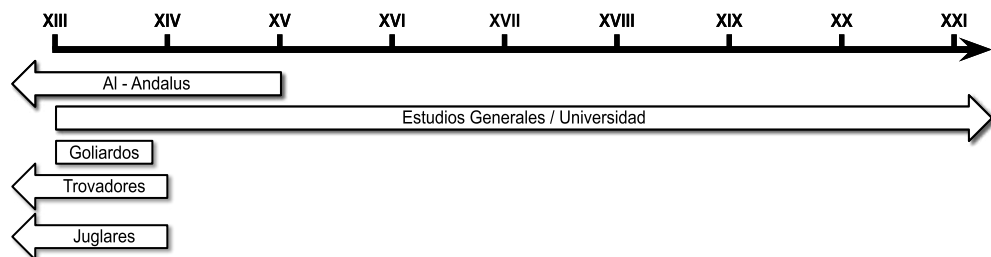 XIII XIV XV XVI XVII XVIII XIX XX XXI
Al - Andalus
Estudios Generales / Universidad
Goliardos
Trovadores
Juglares